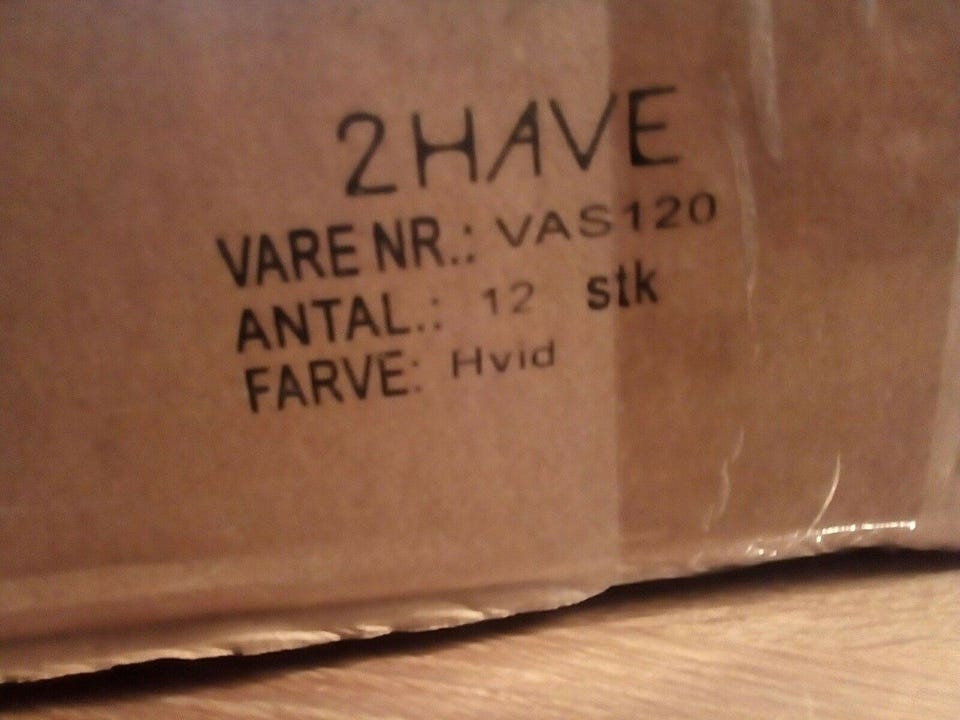 2HAVE
VARE NR.: VAS120
ANTAL.: 12 stk
FARVE: Hvid